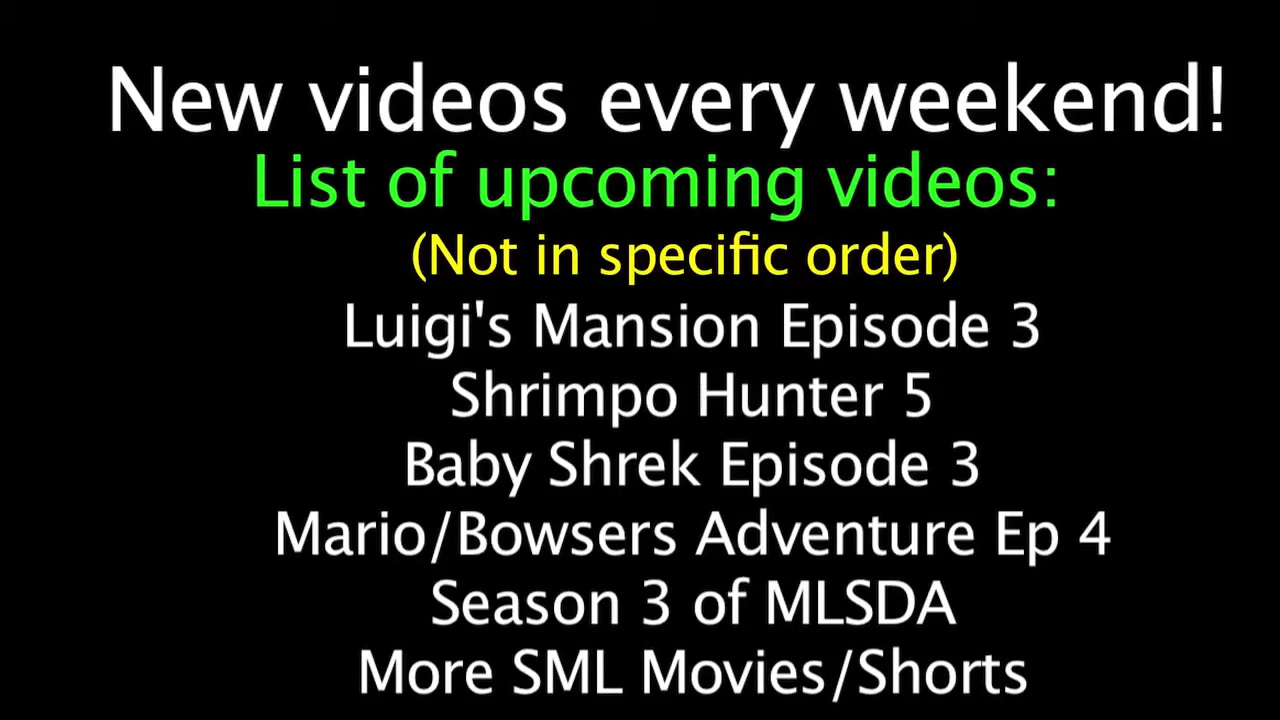 New videos every weekend!
List of upcoming videos:
(Not in specific order)
Luigi's Mansion Episode 3
Shrimpo Hunter 5
Baby Shrek Episode 3
Mario/Bowsers Adventure Ep 4
Season 3 of MLSDA
More SML Movies/Shorts